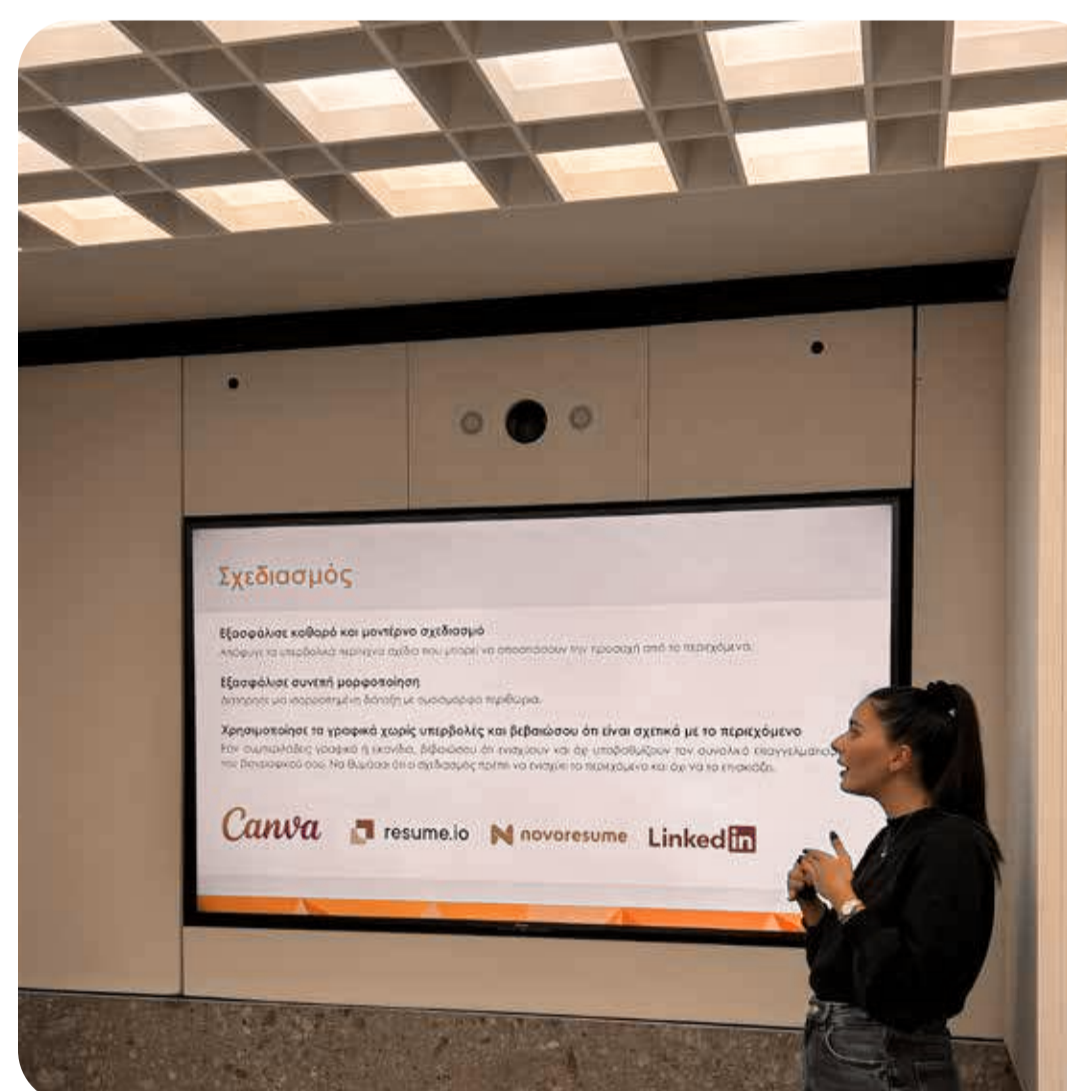 Σχεδιασμός
Εξασφάλισε καθαρό και μοντέρνο σχεδιασμό
Απόφυγε τα υπερβολικά περίτεχνα σχέδια που μπορεί να αποσπάσουν την προσοχή από το περιεχόμενο.
Εξασφάλισε συνεπή μορφοποίηση
Διατήρησε μια ισορροπημένη διάταξη με ομοιόμορφα περιθώρια.
Χρησιμοποίησε τα γραφικά χωρίς υπερβολές και βεβαιώσου ότι είναι σχετικά με το περιεχόμενο
Εάν συμπεριλάβεις γραφικά ή εικονίδια, βεβαιώσου ότι ενισχύουν και όχι υποβαθμίζουν τον συνολικό
του βιογραφικού σου. Να θυμάσαι ότι ο σχεδιασμός πρέπει να ενισχύει το περιεχόμενο και όχι να το επισκιάζει.
Canva resume.io novoresume Linkedin